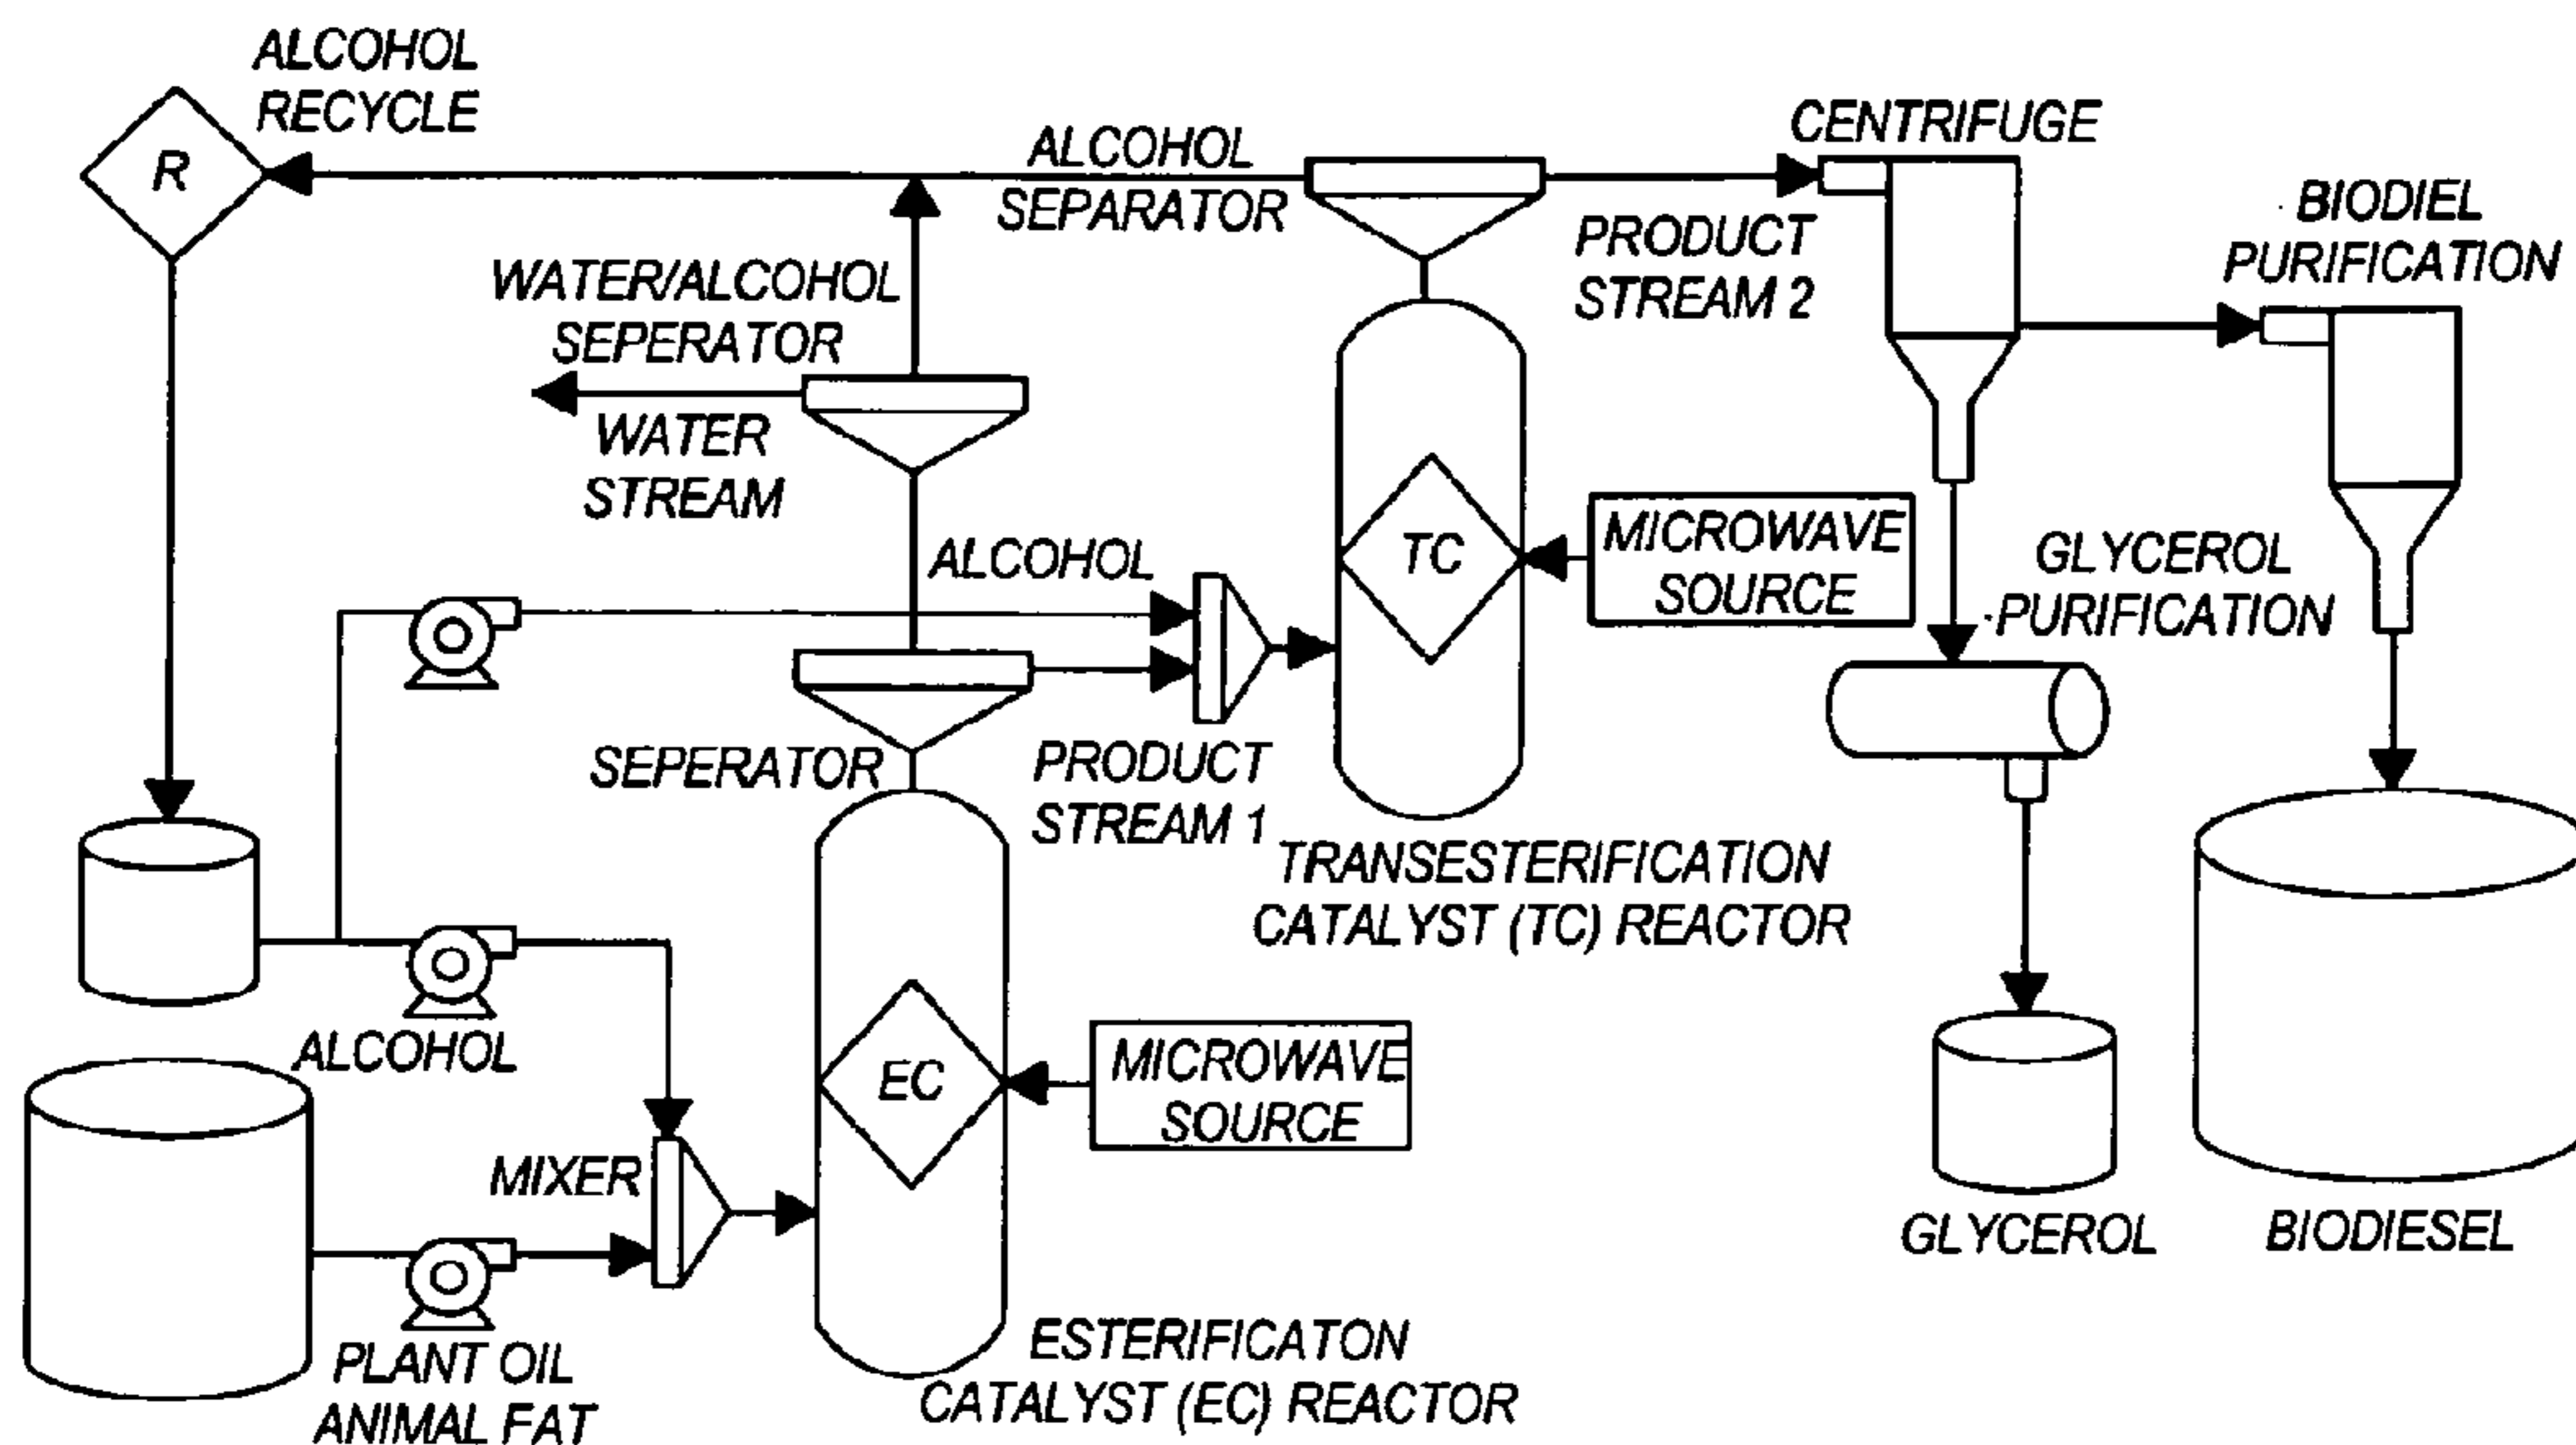 ALCOHOL
RECYCLE
R
ALCOHOL
SEPARATOR
CENTRIFUGE
PRODUCT
STREAM 2
BIODIEL
PURIFICATION
WATER/ALCOHOL
SEPERATOR
WATER
STREAM
ALCOHOL
TC
MICROWAVE
SOURCE
GLYCEROL
PURIFICATION
SEPERATOR
PRODUCT
STREAM 1
TRANSESTERIFICATION
CATALYST (TC) REACTOR
ALCOHOL
EC
MICROWAVE
SOURCE
MIXER
GLYCEROL
BIODIESEL
PLANT OIL
ANIMAL FAT
ESTERIFICATON
CATALYST (EC) REACTOR